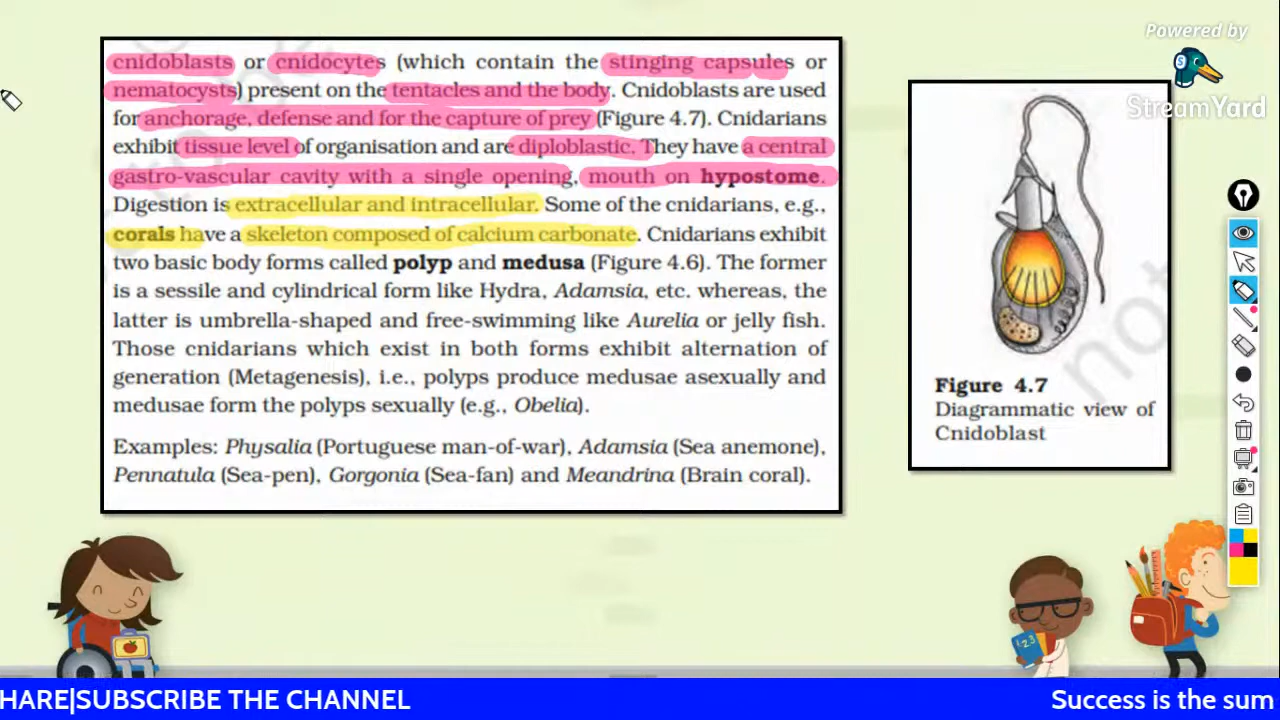 Powered by
StreamYard
cnidoblasts or cnidocytes (which contain the stinging capsules or
nematocysts) present on the tentacles and the body. Cnidoblasts are used
for anchorage, defense and for the capture of prey (Figure 4.7). Cnidarians
exhibit tissue level of organisation and are diploblastic. They have a central
gastro-vascular cavity with a single opening, mouth on hypostome.
Digestion is extracellular and intracellular. Some of the cnidarians, e.g.,
corals have a skeleton composed of calcium carbonate. Cnidarians exhibit
two basic body forms called polyp and medusa (Figure 4.6). The former
is a sessile and cylindrical form like Hydra, Adamsia, etc. whereas, the
latter is umbrella-shaped and free-swimming like Aurelia or jelly fish.
Those cnidarians which exist in both forms exhibit alternation of
generation (Metagenesis), i.e., polyps produce medusae asexually and
medusae form the polyps sexually (e.g., Obelia).
Examples: Physalia (Portuguese man-of-war), Adamsia (Sea anemone),
Pennatula (Sea-pen), Gorgonia (Sea-fan) and Meandrina (Brain coral).
not
Figure 4.7
Diagrammatic view of
Cnidoblast
1 2 3
HARE|SUBSCRIBE THE CHANNEL
Success is the sum